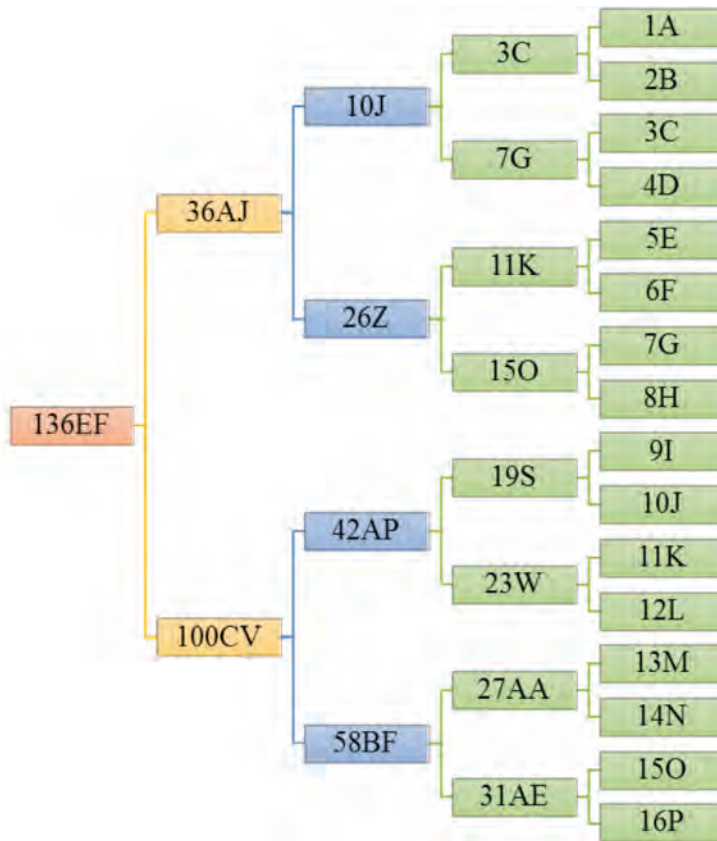 136EF
36AJ
100CV
10J
26Z
42AP
58BF
3C
7G
11K
15O
19S
23W
27AA
31AE
1A
2B
3C
4D
5E
6F
7G
8H
9I
10J
11K
12L
13M
14N
15O
16P